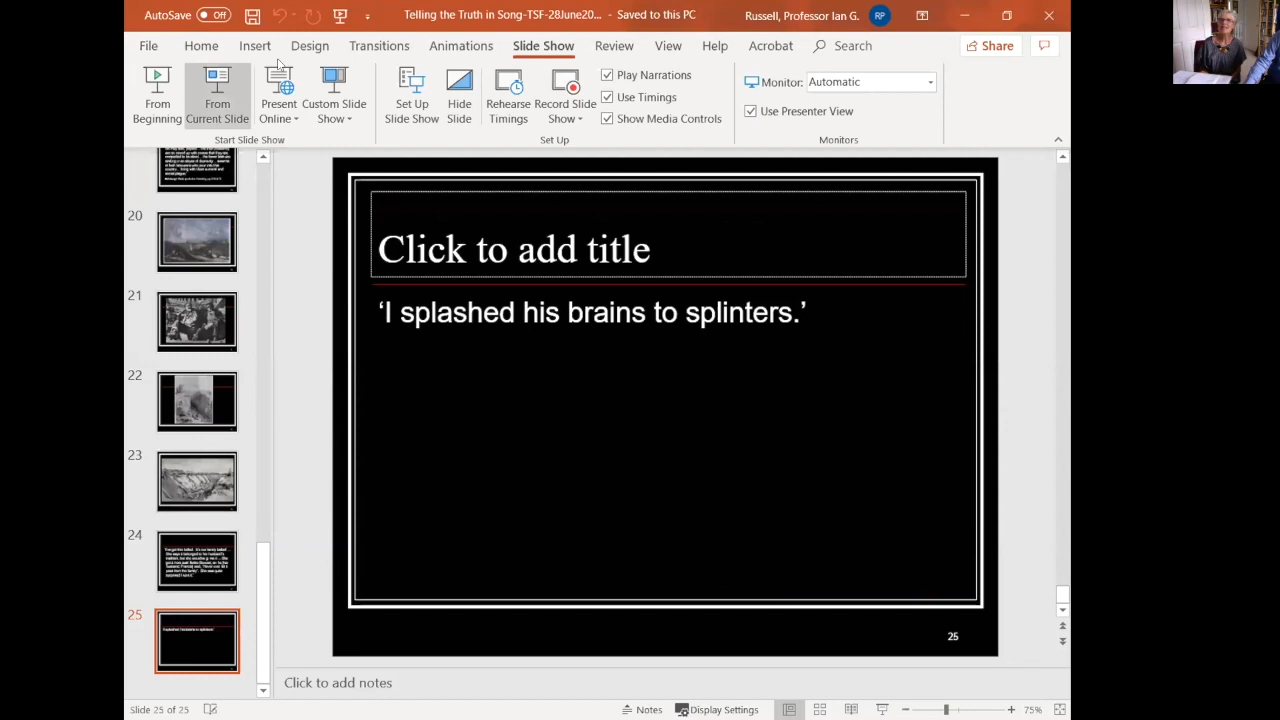 AutoSave Off Telling the Truth in Song-TSF-28June20... - Saved to this PC Russell, Professor Ian G. RP
File Home Insert Design Transitions Animations Slide Show Review View Help Acrobat Search Share
From Beginning
From Current Slide
Present Online
Custom Slide Show
Start Slide Show
Set Up Slide Show
Hide Slide
Rehearse Timings
Record Slide Show
Play Narrations
Use Timings
Show Media Controls
Set Up
Monitor: Automatic
Use Presenter View
Monitors
20
21
22
23
24
25
Click to add title
‘I splashed his brains to splinters.’
25
Click to add notes
Slide 25 of 25 Notes Display Settings 75%